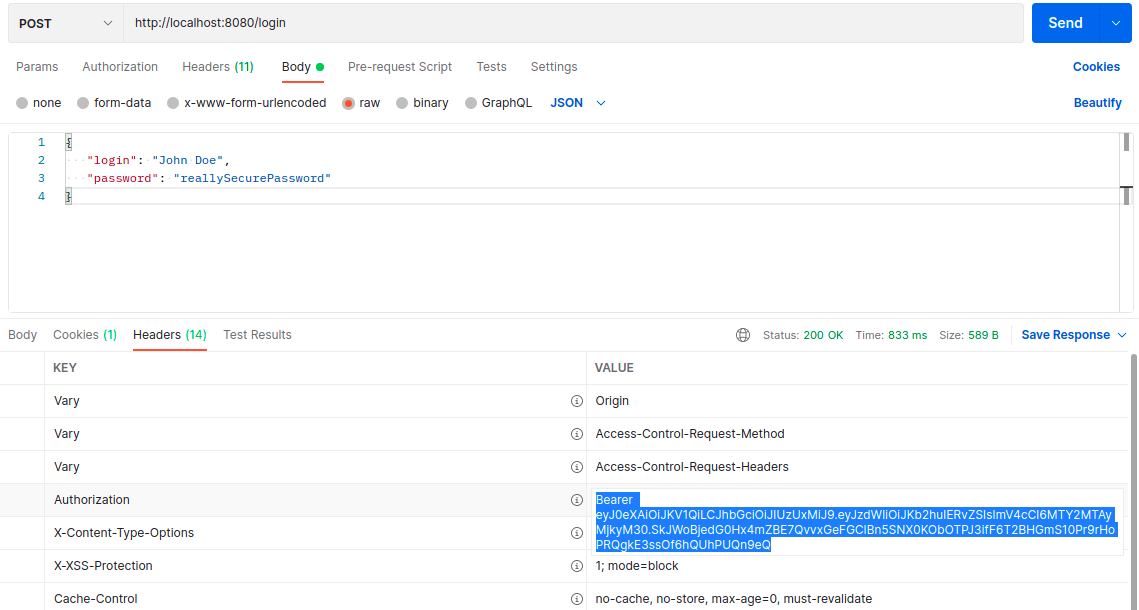 POST http://localhost:8080/login Send
Params Authorization Headers (11) Body Pre-request Script Tests Settings Cookies
none form-data x-www-form-urlencoded raw binary GraphQL JSON Beautify
1 {
2 "login": "John Doe",
3 "password": "reallySecurePassword"
4 }
Body Cookies (1) Headers (14) Test Results Status: 200 OK Time: 833 ms Size: 589 B Save Response
KEY VALUE
Vary Origin
Vary Access-Control-Request-Method
Vary Access-Control-Request-Headers
Authorization Bearer
eyJ0eXAiOiJKV1QiLCJhbGciOiJIUzUxMiJ9.eyJzdWIiOiJKb2huIERvZSIsImV4cCI6MTY2MTAy
MjkyM30.SkJWoBjedG0Hx4mZBE7QvvxGeFGClBn5SNX0KObOTPJ3ifF6T2BHGmS10Pr9rHo
PRQgkE3ssOf6hQUhPUQn9eQ
X-Content-Type-Options
X-XSS-Protection 1; mode=block
Cache-Control no-cache, no-store, max-age=0, must-revalidate